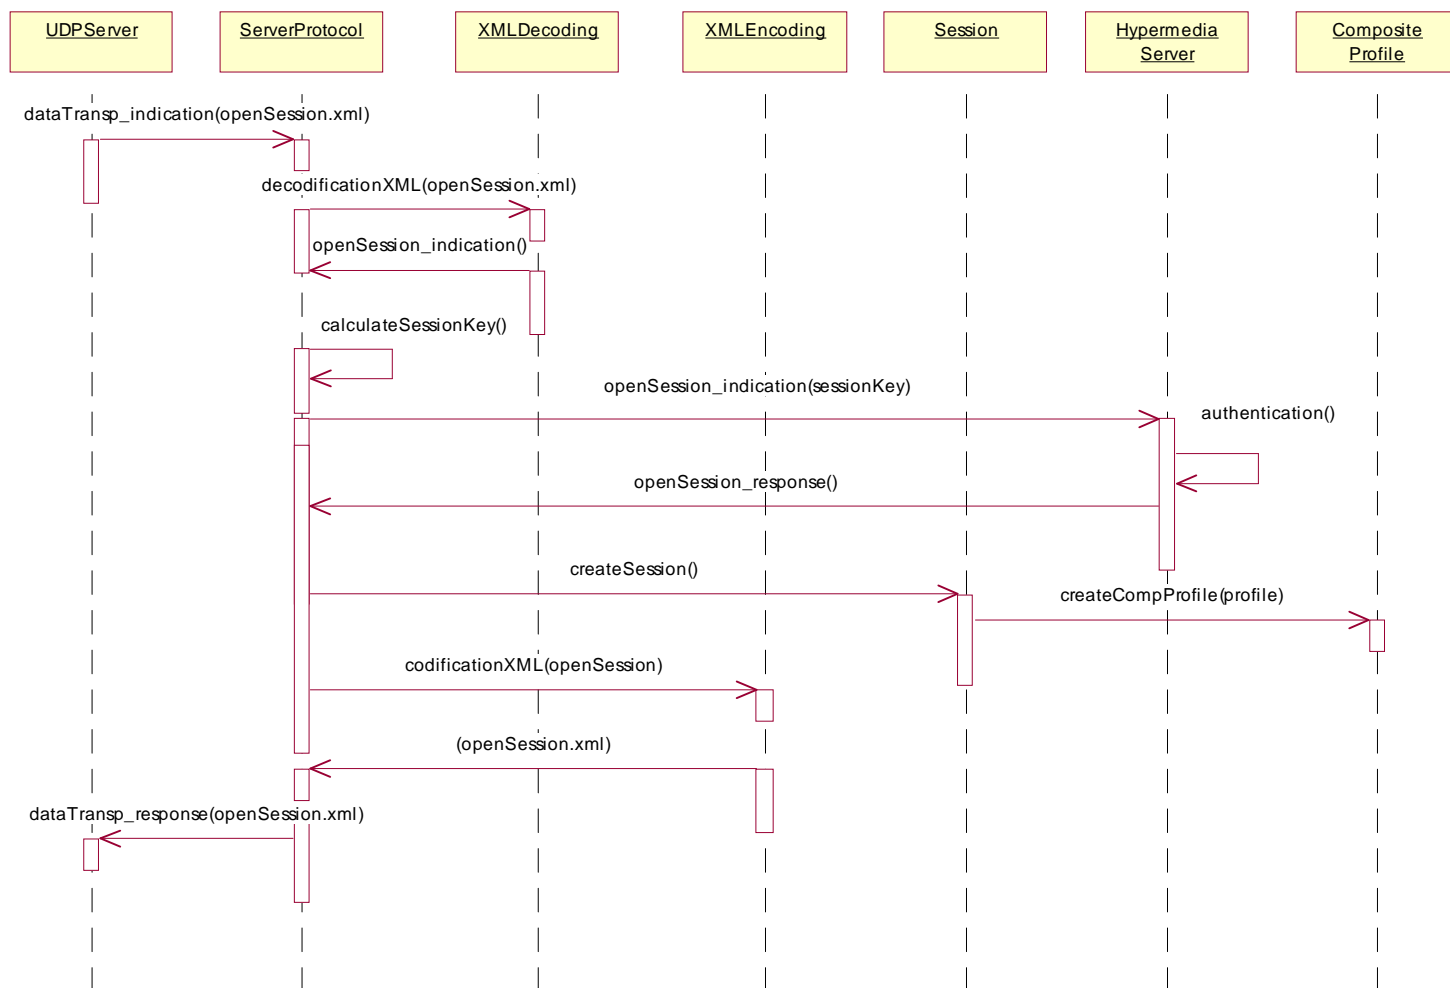 UDPServer
ServerProtocol
XMLDecoding
XMLEncoding
Session
Hypermedia
Server
Composite
Profile
dataTransp_indication(openSession.xml)
decodificationXML(openSession.xml)
openSession_indication()
calculateSessionKey()
openSession_indication(sessionKey)
authentication()
openSession_response()
createSession()
createCompProfile(profile)
codificationXML(openSession)
(openSession.xml)
dataTransp_response(openSession.xml)